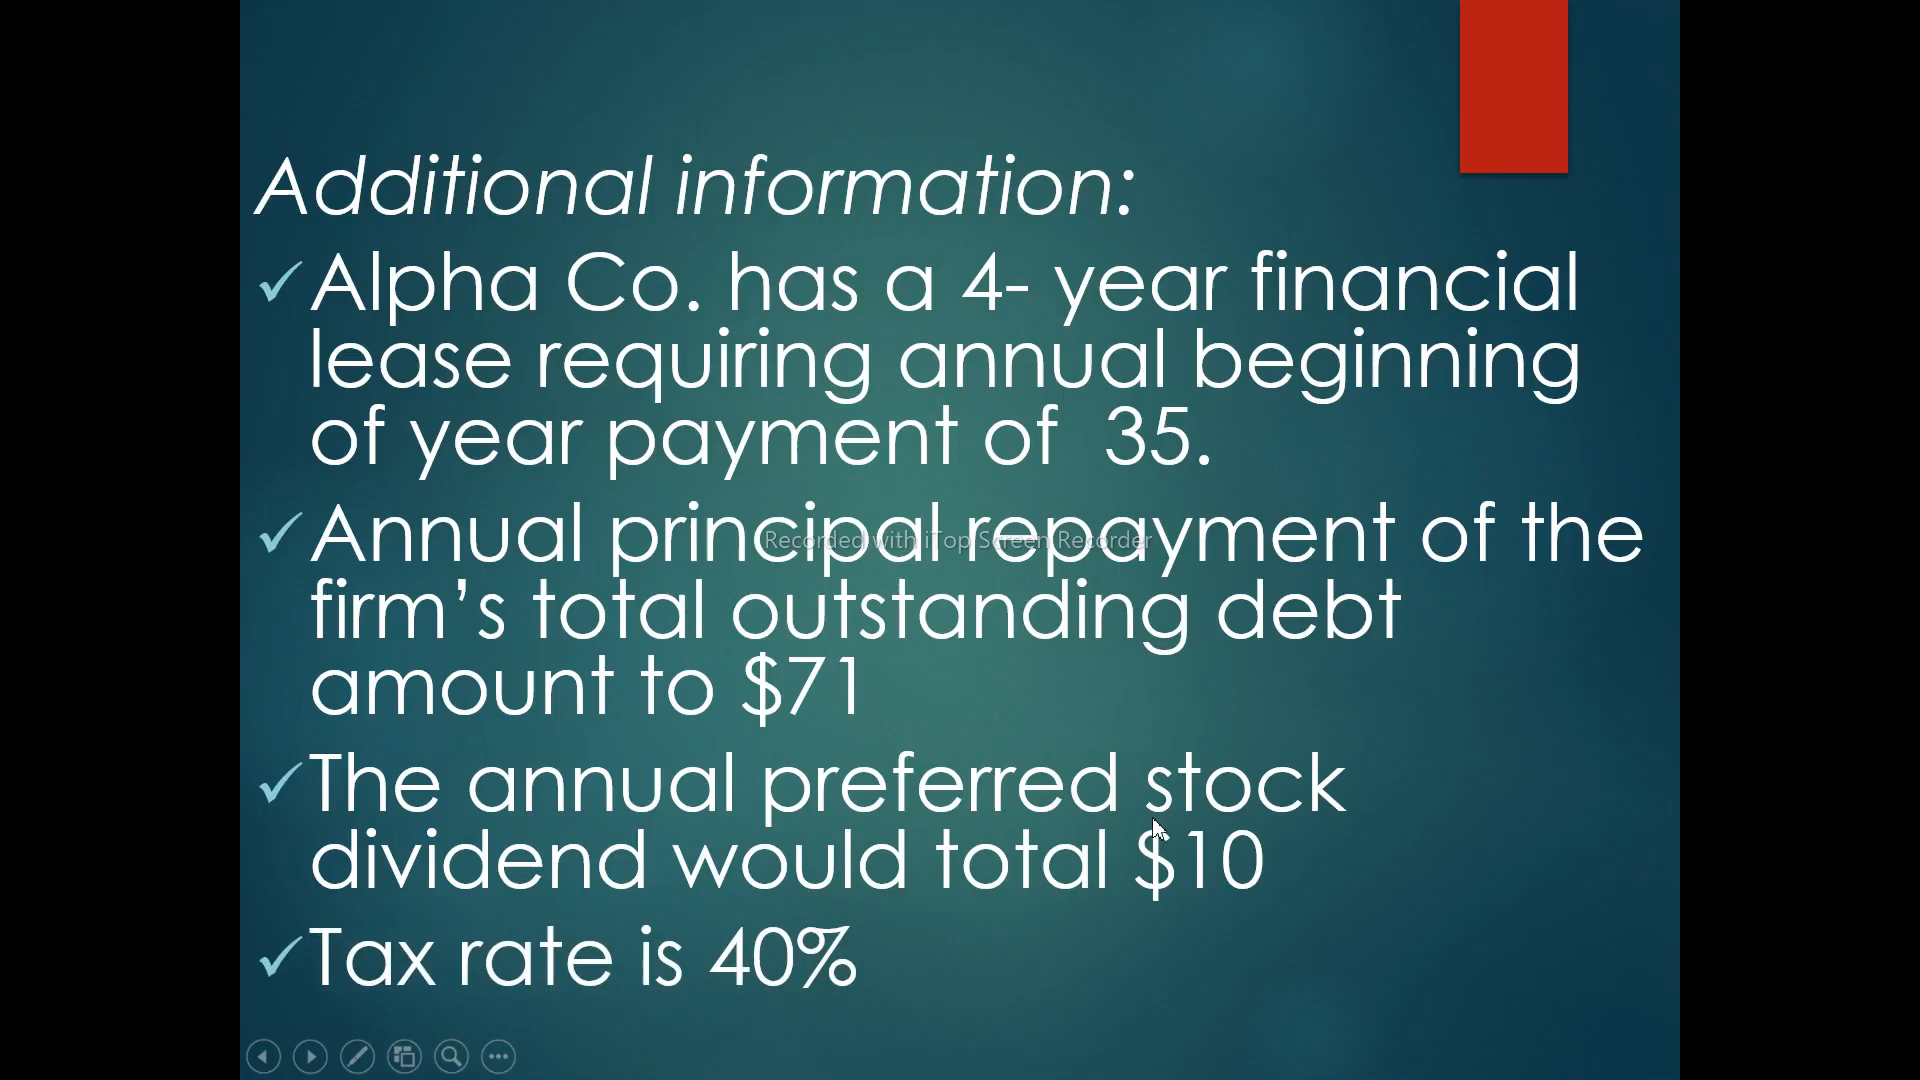 Additional information:
Alpha Co. has a 4- year financial
lease requiring annual beginning
of year payment of 35.
Annual principal repayment of the
Recorded with iTop Screen Recorder
firm's total outstanding debt
amount to $71
The annual preferred stock
dividend would total $10
Tax rate is 40%